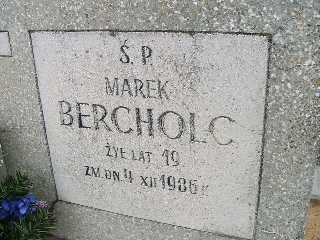 Ś.P.
MAREK
BERCHOLC
ŻYŁ LAT 19
ZM. DN. 4 XII 1986 r